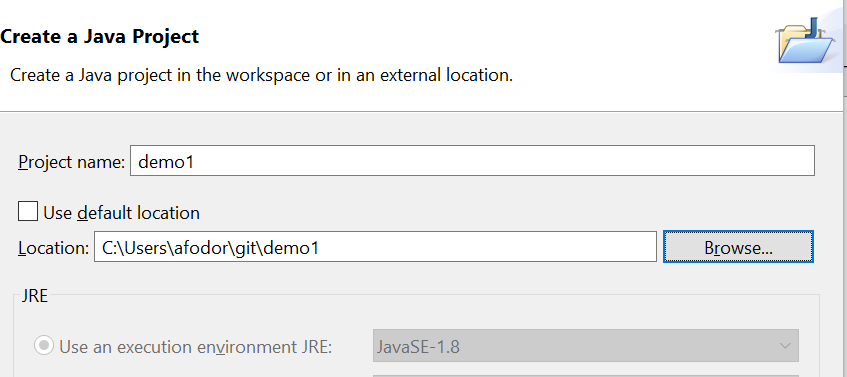 Create a Java Project
Create a Java project in the workspace or in an external location.
Project name: demo1
Use default location
Location: C:\Users\afodor\git\demo1 Browse...
JRE
Use an execution environment JRE: JavaSE-1.8